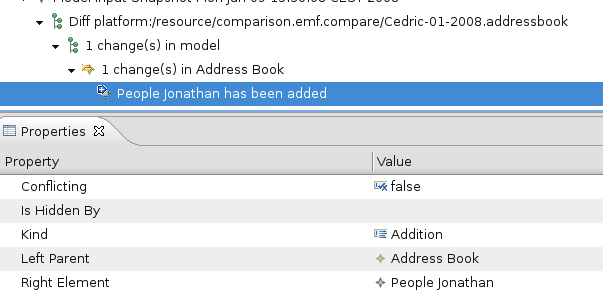 Diff platform:/resource/comparison.emf.compare/Cedric-01-2008.addressbook
1 change(s) in model
1 change(s) in Address Book
People Jonathan has been added
Properties
Property Value
Conflicting false
Is Hidden By
Kind Addition
Left Parent Address Book
Right Element People Jonathan